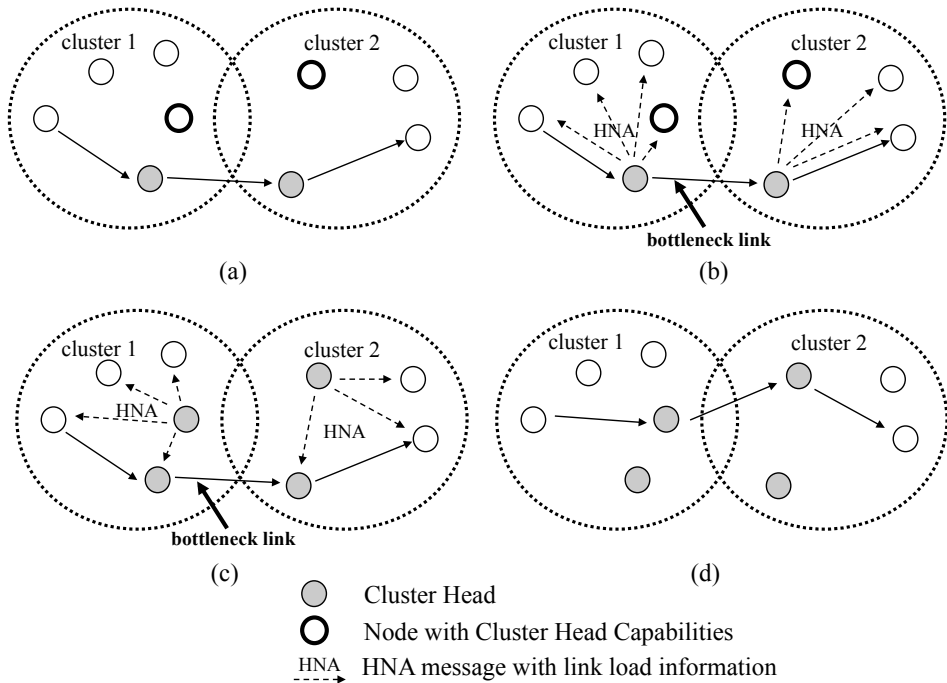 cluster 1
cluster 2
(a)
cluster 1
cluster 2
HNA
HNA
bottleneck link
(b)
cluster 1
cluster 2
HNA
HNA
bottleneck link
(c)
cluster 1
cluster 2
(d)
Cluster Head
Node with Cluster Head Capabilities
HNA HNA message with link load information